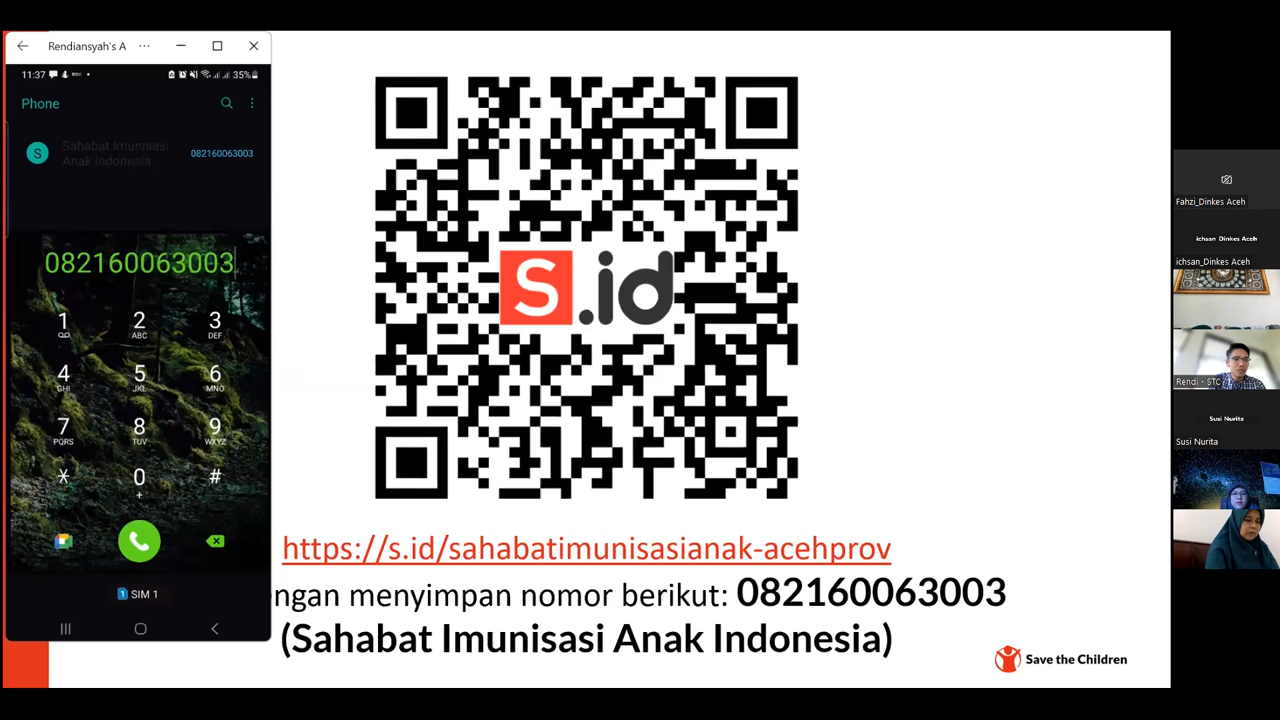 Rendiansyah's A ...
11:37
35%
Phone
S
Sahabat Imunisasi
Anak Indonesia
082160063003
082160063003
1
2 ABC
3 DEF
4 GHI
5 JKL
6 MNO
7 PQRS
8 TUV
9 WXYZ
*
0 +
#
1 SIM 1
S.id
https://s.id/sahabatimunisasianak-acehprov
ngan menyimpan nomor berikut: 082160063003
(Sahabat Imunisasi Anak Indonesia)
Save the Children
Fahzi_Dinkes Aceh
ichsan Dinkes Aceh
ichsan_Dinkes Aceh
Rendi - STC
Susi Nurita
Susi Nurita